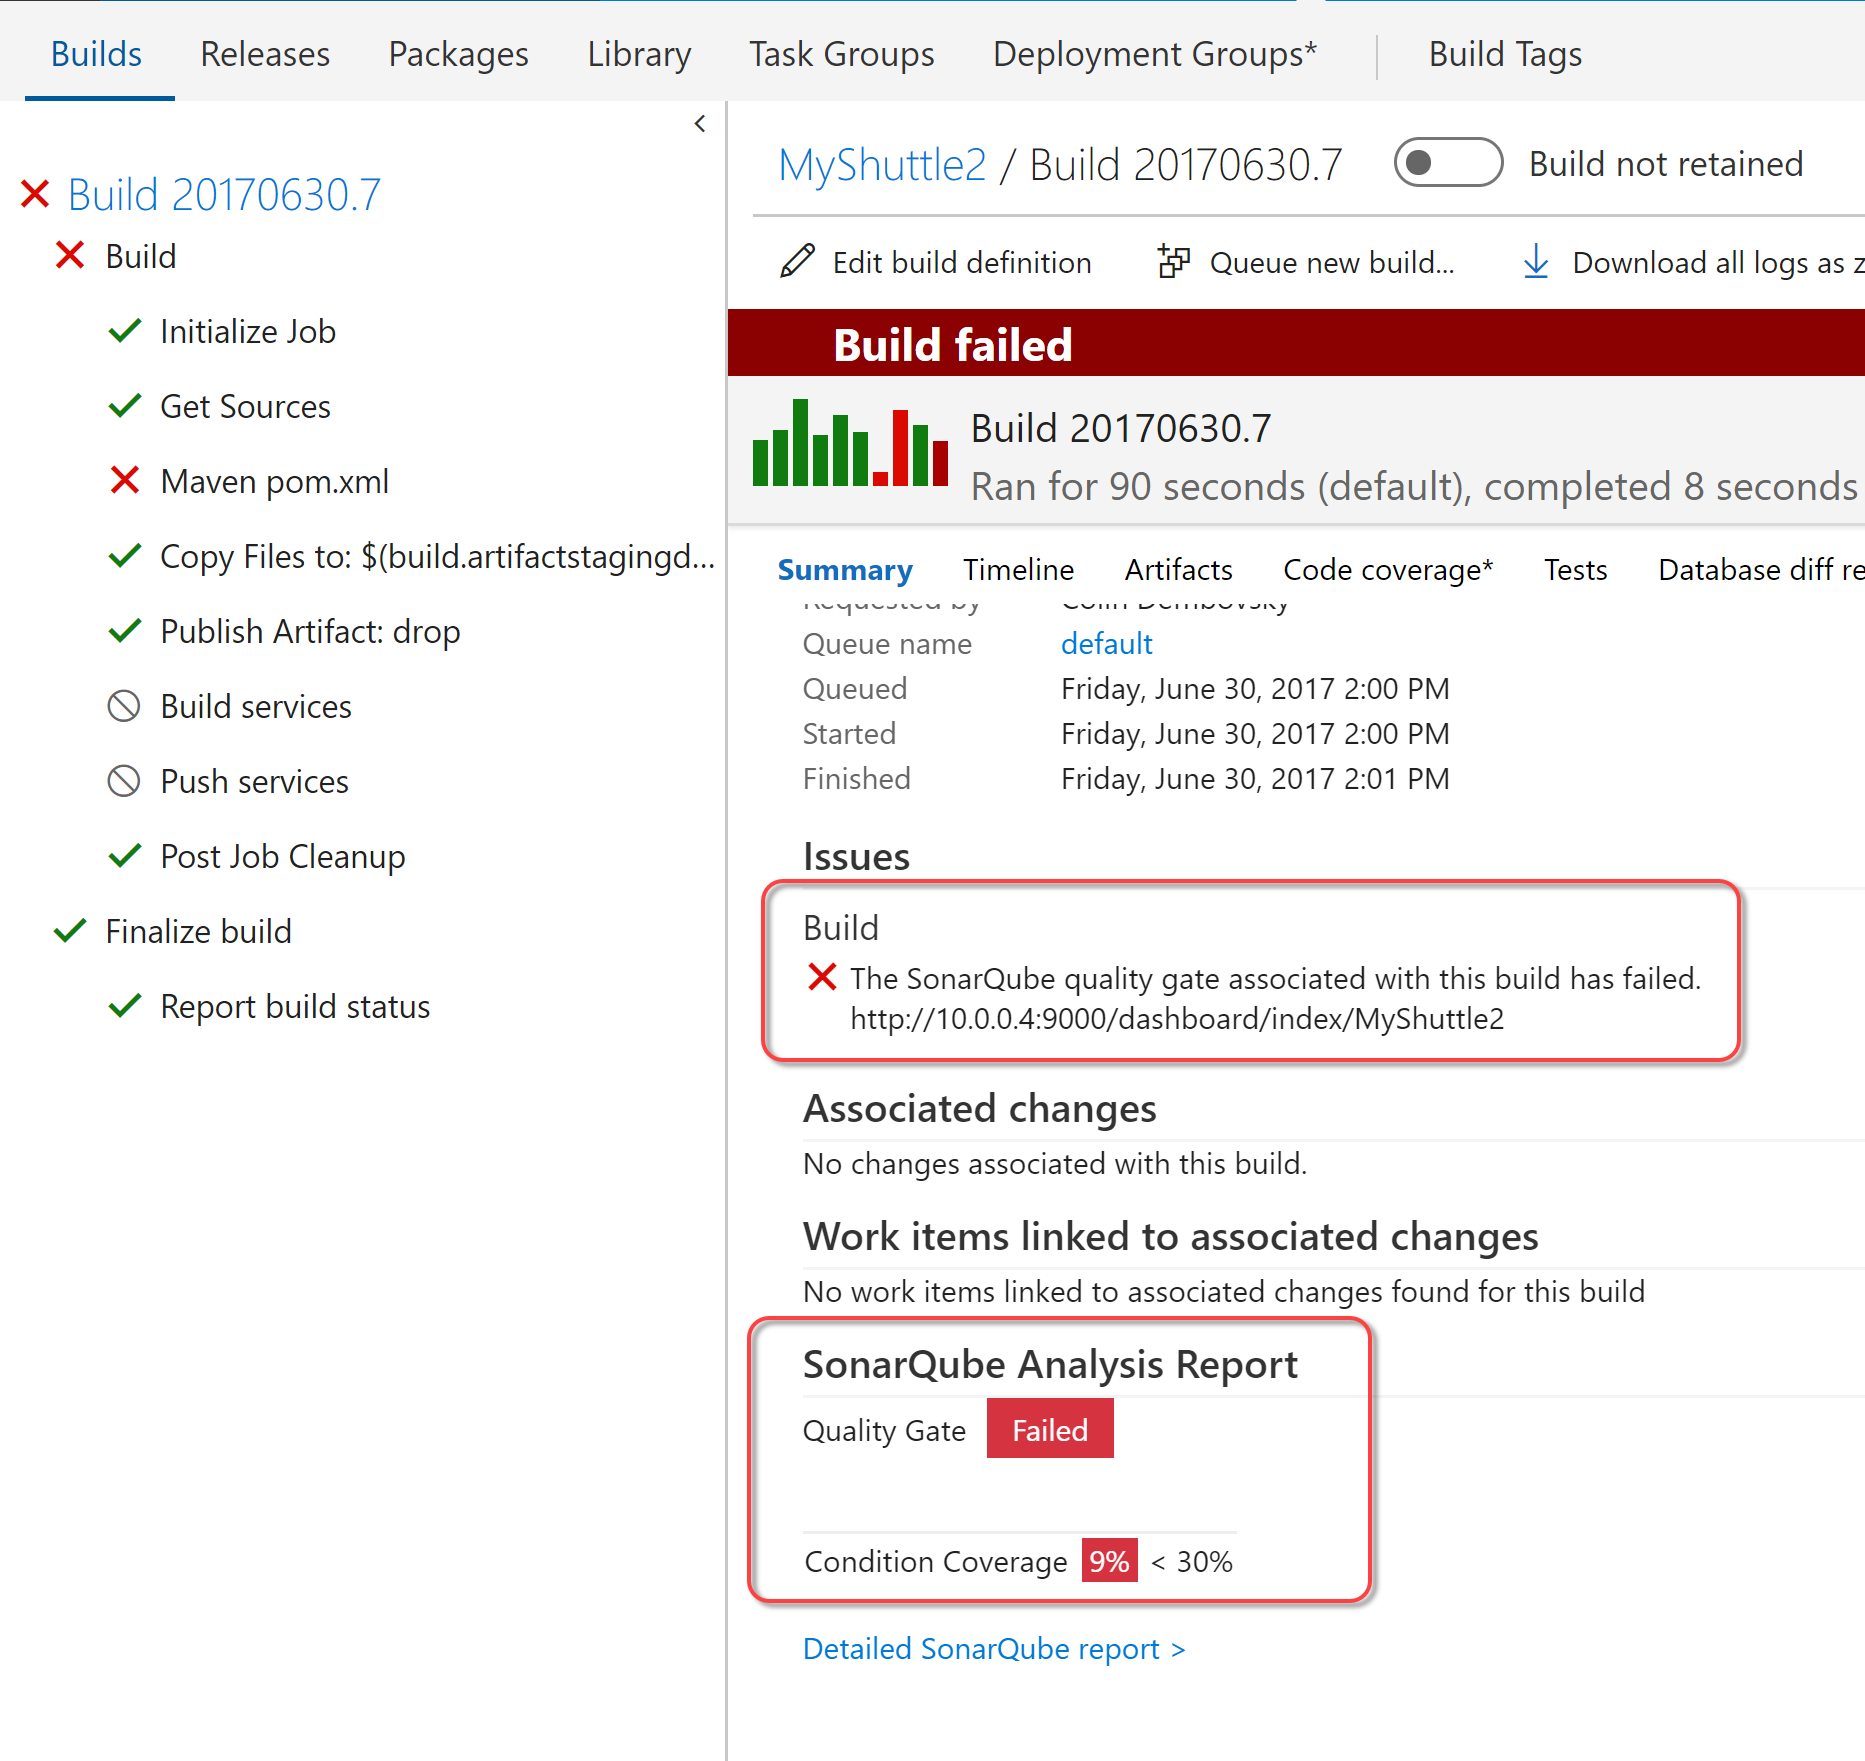 Builds Releases Packages Library Task Groups Deployment Groups* Build Tags
Build 20170630.7
Build
Initialize Job
Get Sources
Maven pom.xml
Copy Files to: $(build.artifactstagingd...
Publish Artifact: drop
Build services
Push services
Post Job Cleanup
Finalize build
Report build status
MyShuttle2 / Build 20170630.7 Build not retained
Edit build definition Queue new build... Download all logs as z
Build failed
Build 20170630.7
Ran for 90 seconds (default), completed 8 seconds
Summary Timeline Artifacts Code coverage* Tests Database diff re
Requested by Colin Dembovsky
Queue name default
Queued Friday, June 30, 2017 2:00 PM
Started Friday, June 30, 2017 2:00 PM
Finished Friday, June 30, 2017 2:01 PM
Issues
Build
The SonarQube quality gate associated with this build has failed.
http://10.0.0.4:9000/dashboard/index/MyShuttle2
Associated changes
No changes associated with this build.
Work items linked to associated changes
No work items linked to associated changes found for this build
SonarQube Analysis Report
Quality Gate Failed
Condition Coverage 9% < 30%
Detailed SonarQube report >